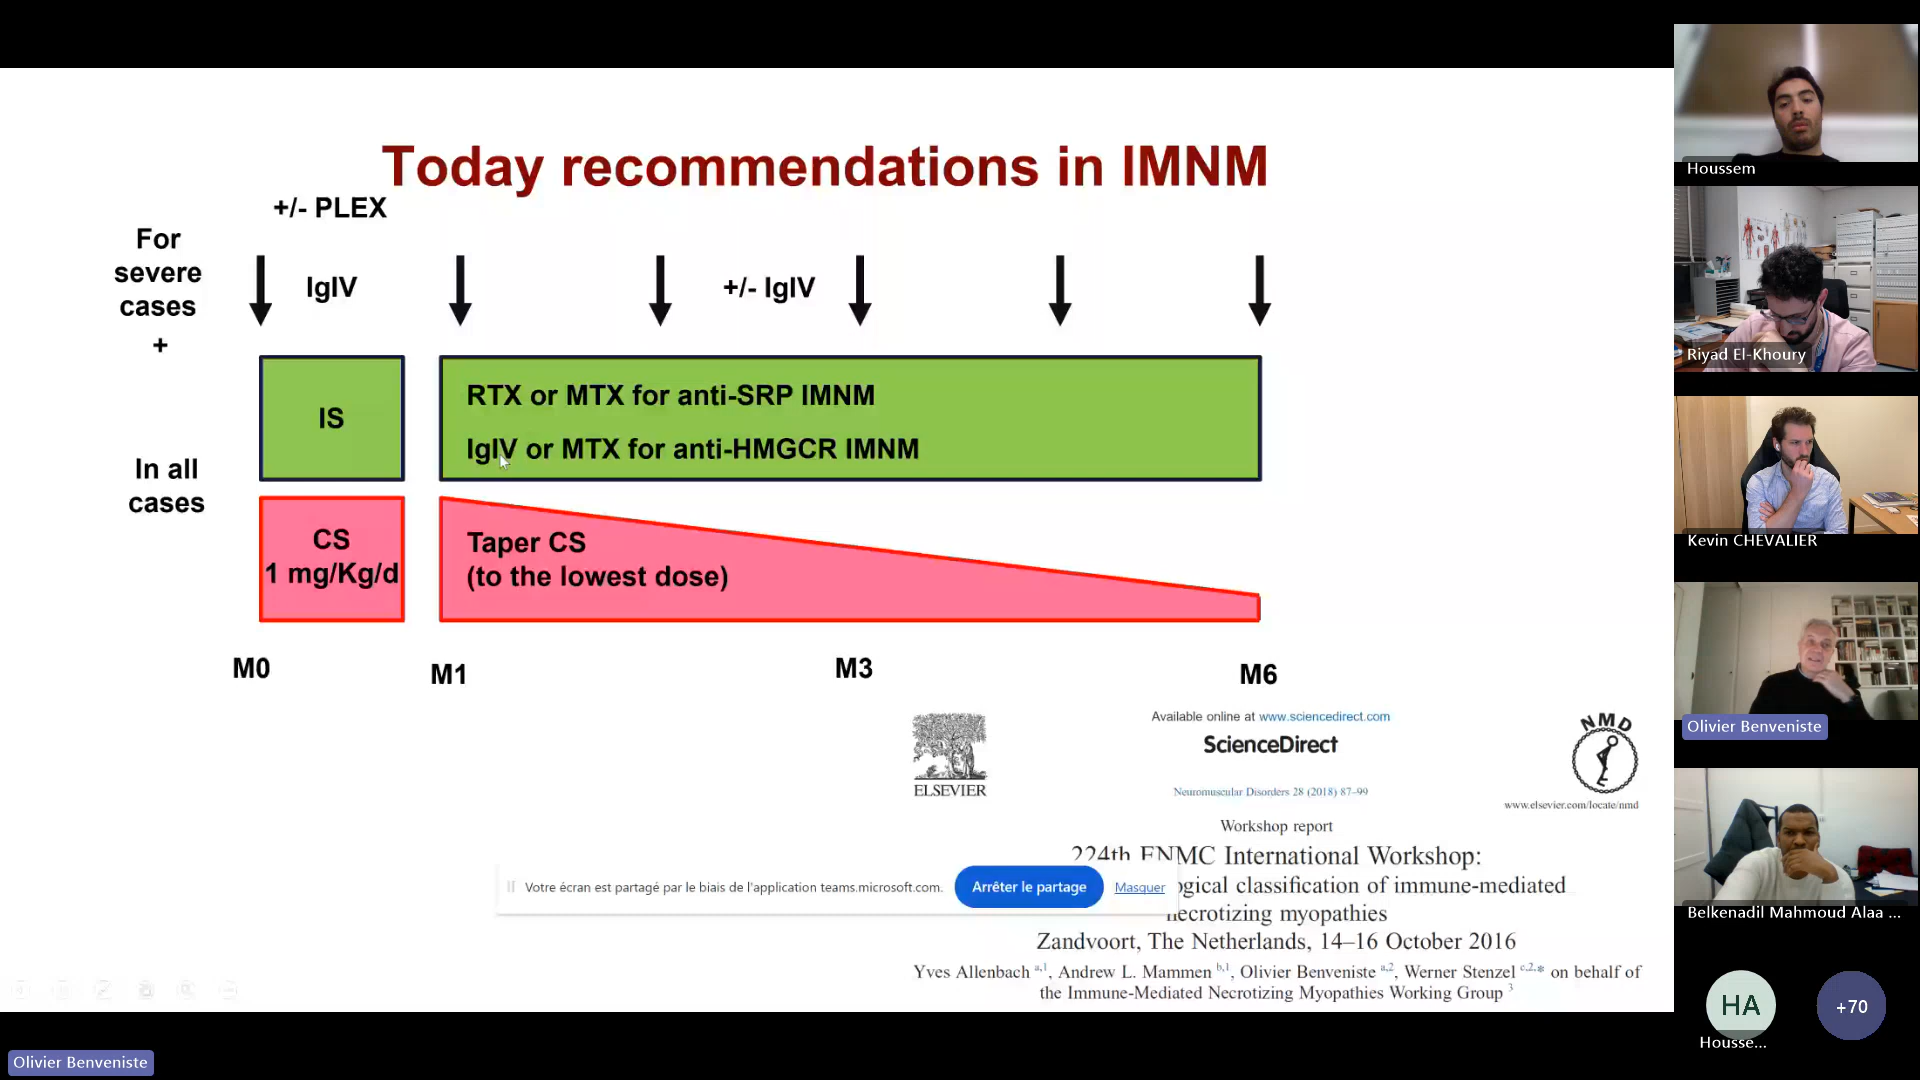 Today recommendations in IMNM
+/- PLEX
For
severe
cases
+
IgIV
+/- IgIV
In all
cases
IS
RTX or MTX for anti-SRP IMNM
IgIV or MTX for anti-HMGCR IMNM
CS
1 mg/Kg/d
Taper CS
(to the lowest dose)
M0
M1
M3
M6
ELSEVIER
Available online at www.sciencedirect.com
ScienceDirect
Neuromuscular Disorders 28 (2018) 87–99
NMD
www.elsevier.com/locate/nmd
Workshop report
224th ENMC International Workshop:
ogical classification of immune-mediated
necrotizing myopathies
Zandvoort, The Netherlands, 14–16 October 2016
Yves Allenbach a,1, Andrew L. Mammen b,1, Olivier Benveniste a,2, Werner Stenzel c,2,* on behalf of
the Immune-Mediated Necrotizing Myopathies Working Group 3
Votre écran est partagé par le biais de l'application teams.microsoft.com.
Arrêter le partage
Masquer
Houssem
Riyad El-Khoury
Kevin CHEVALIER
Olivier Benveniste
Belkenadil Mahmoud Alaa ...
HA
Housse...
+70
Olivier Benveniste